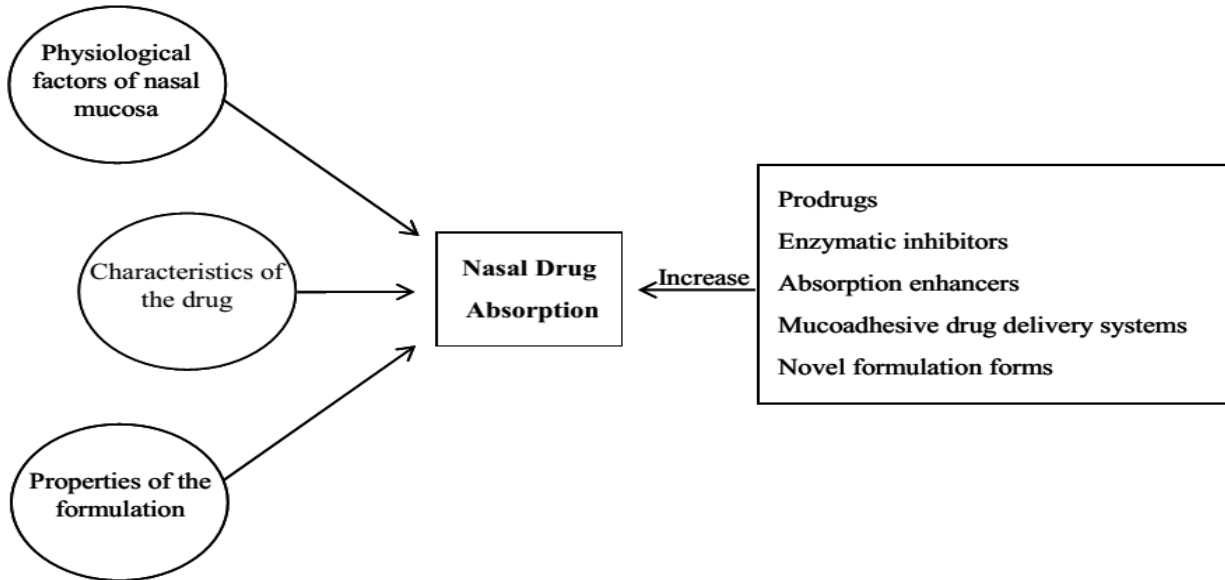 Physiological
factors of nasal
mucosa
Characteristics of
the drug
Properties of the
formulation
Nasal Drug
Absorption
Increase
Prodrugs
Enzymatic inhibitors
Absorption enhancers
Mucoadhesive drug delivery systems
Novel formulation forms